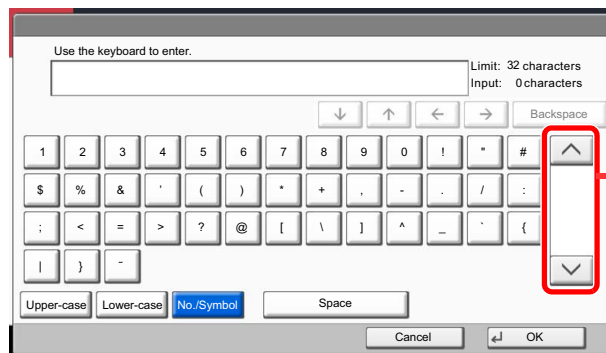 Use the keyboard to enter.
Limit: 32 characters
Input: 0 characters
↓ ↑ ← → Backspace
1 2 3 4 5 6 7 8 9 0 ! " #
$ % & ' ( ) * + , - . / :
; < = > ? @ [ \ ] ^ _ ` {
| } ~
Upper-case Lower-case No./Symbol Space
Cancel ↵ OK